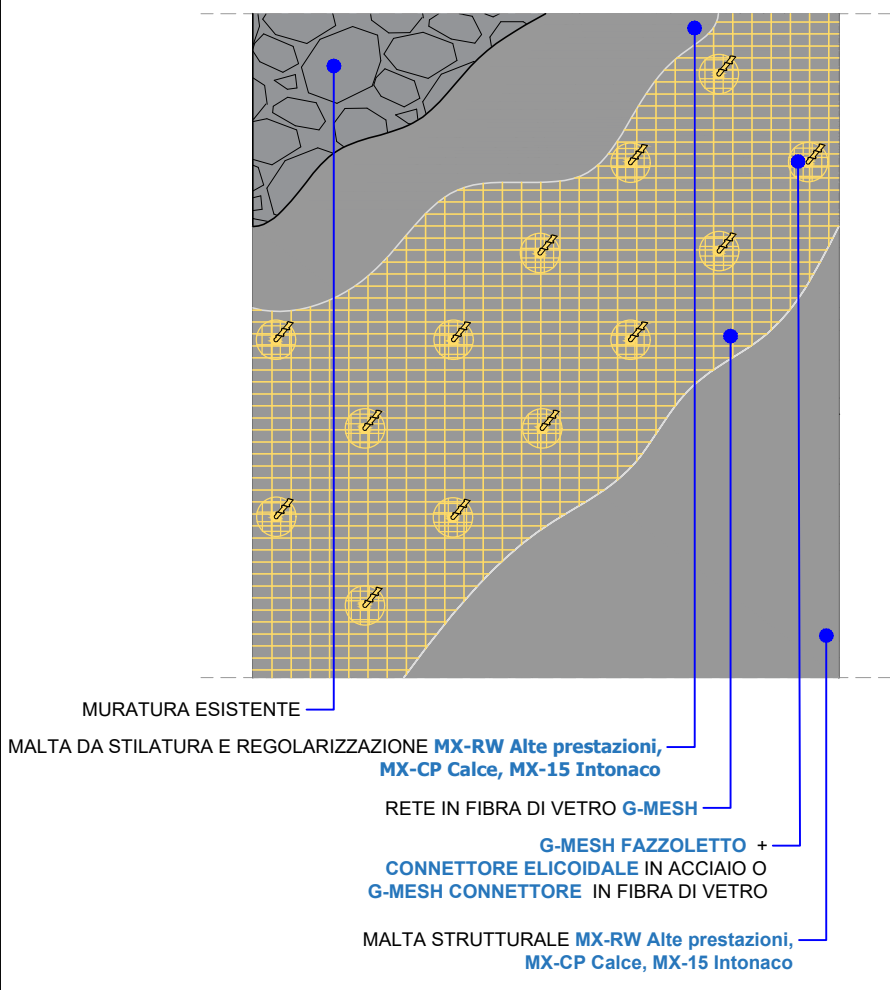 MURATURA ESISTENTE
MALTA DA STILATURA E REGOLARIZZAZIONE MX-RW Alte prestazioni,
MX-CP Calce, MX-15 Intonaco
RETE IN FIBRA DI VETRO G-MESH
G-MESH FAZZOLETTO +
CONNETTORE ELICOIDALE IN ACCIAIO O
G-MESH CONNETTORE IN FIBRA DI VETRO
MALTA STRUTTURALE MX-RW Alte prestazioni,
MX-CP Calce, MX-15 Intonaco